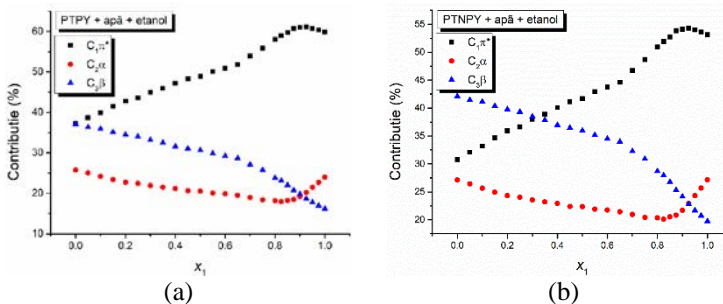 PTPY + apă + etanol
C₁π*
C₂α
C₃β
Contributie (%)
60
50
40
30
20
10
0.0 0.2 0.4 0.6 0.8 1.0
x₁
(a)
PTNPY + apă + etanol
C₁π*
C₂α
C₃β
Contributie (%)
55
50
45
40
35
30
25
20
0.0 0.2 0.4 0.6 0.8 1.0
x₁
(b)